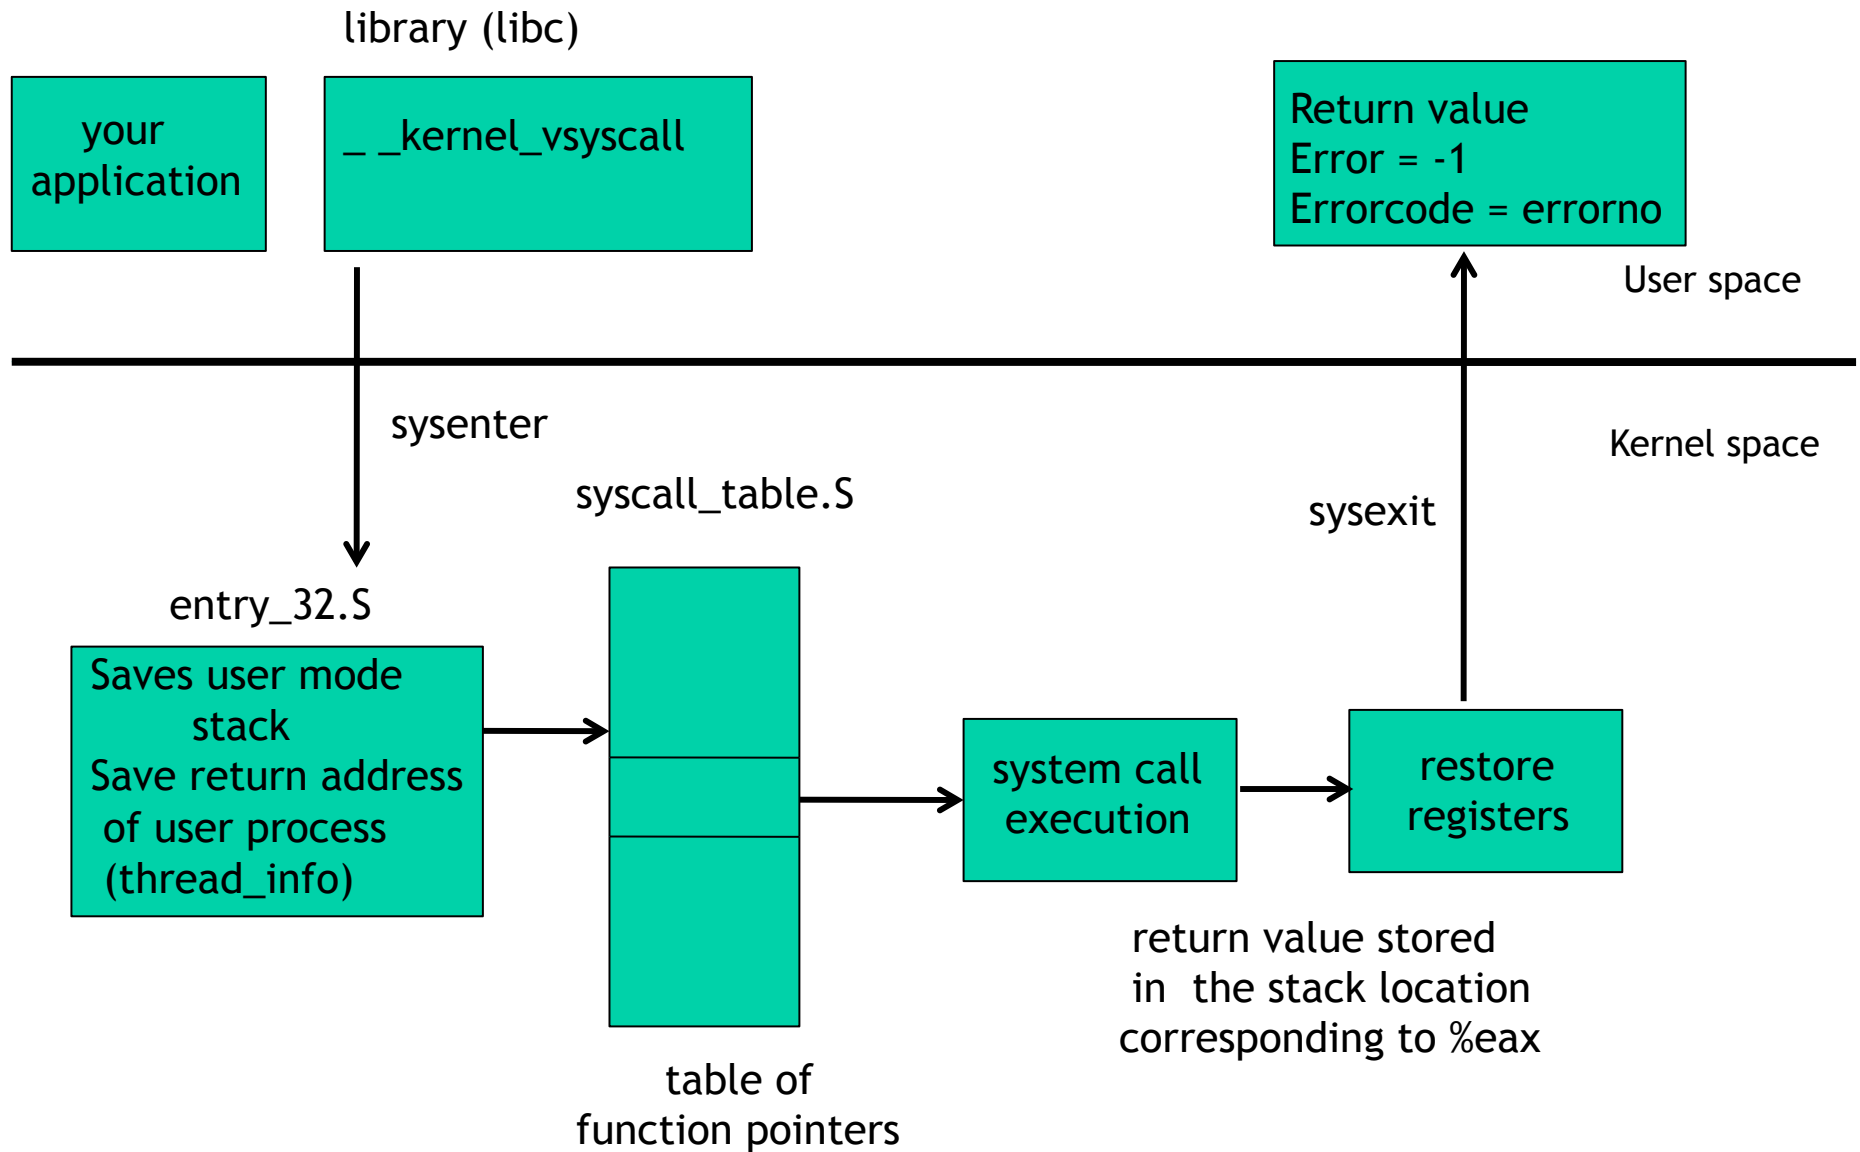 library (libc)
your
application
_ _kernel_vsyscall
Return value
Error = -1
Errorcode = errorno
User space
sysenter
Kernel space
syscall_table.S
sysexit
entry_32.S
Saves user mode
stack
Save return address
of user process
(thread_info)
system call
execution
restore
registers
return value stored
in the stack location
corresponding to %eax
table of
function pointers